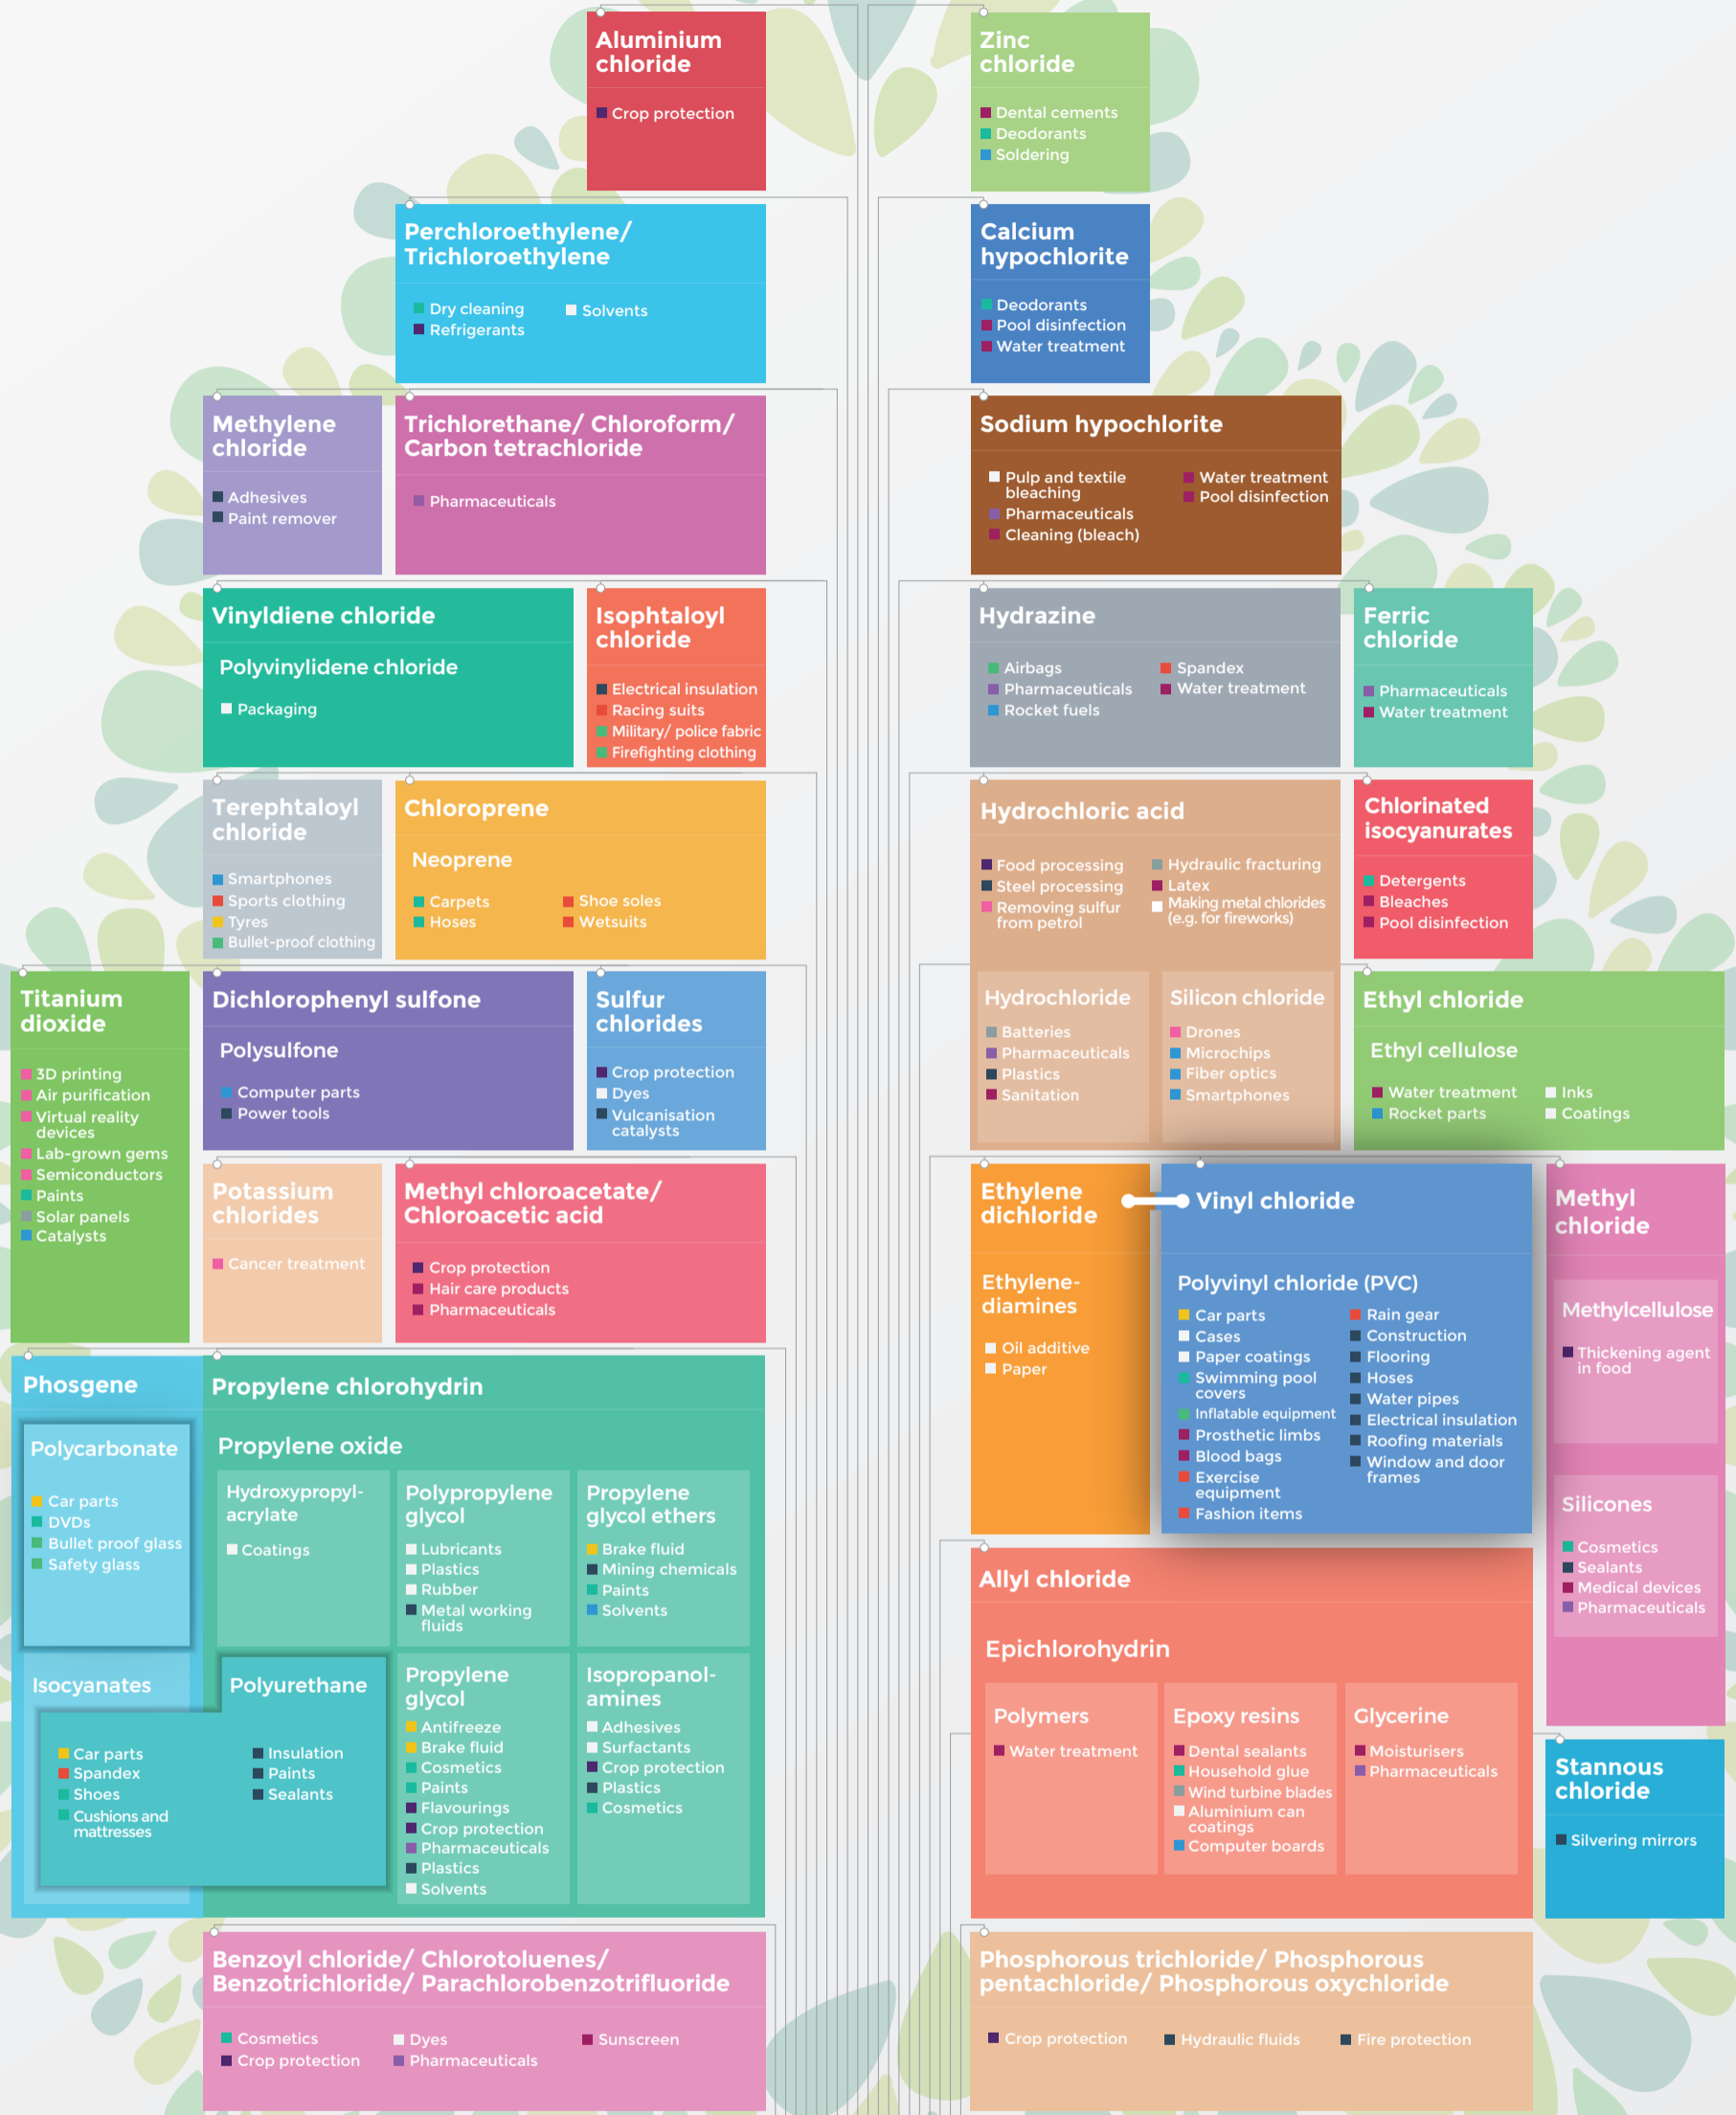 Aluminium
chloride
Crop protection
Zinc
chloride
Dental cements
Deodorants
Soldering
Perchloroethylene/
Trichloroethylene
Dry cleaning
Refrigerants
Solvents
Calcium
hypochlorite
Deodorants
Pool disinfection
Water treatment
Methylene
chloride
Adhesives
Paint remover
Trichlorethane/ Chloroform/
Carbon tetrachloride
Pharmaceuticals
Sodium hypochlorite
Pulp and textile
bleaching
Pharmaceuticals
Cleaning (bleach)
Water treatment
Pool disinfection
Vinyldiene chloride
Polyvinylidene chloride
Packaging
Isophtaloyl
chloride
Electrical insulation
Racing suits
Military/ police fabric
Firefighting clothing
Hydrazine
Airbags
Pharmaceuticals
Rocket fuels
Spandex
Water treatment
Ferric
chloride
Pharmaceuticals
Water treatment
Terephtaloyl
chloride
Smartphones
Sports clothing
Tyres
Bullet-proof clothing
Chloroprene
Neoprene
Carpets
Hoses
Shoe soles
Wetsuits
Hydrochloric acid
Food processing
Steel processing
Removing sulfur
from petrol
Hydraulic fracturing
Latex
Making metal chlorides
(e.g. for fireworks)
Hydrochloride
Batteries
Pharmaceuticals
Plastics
Sanitation
Silicon chloride
Drones
Microchips
Fiber optics
Smartphones
Chlorinated
isocyanurates
Detergents
Bleaches
Pool disinfection
Titanium
dioxide
3D printing
Air purification
Virtual reality
devices
Lab-grown gems
Semiconductors
Paints
Solar panels
Catalysts
Dichlorophenyl sulfone
Polysulfone
Computer parts
Power tools
Sulfur
chlorides
Crop protection
Dyes
Vulcanisation
catalysts
Ethyl chloride
Ethyl cellulose
Water treatment
Rocket parts
Inks
Coatings
Potassium
chlorides
Cancer treatment
Methyl chloroacetate/
Chloroacetic acid
Crop protection
Hair care products
Pharmaceuticals
Ethylene
dichloride
Ethylene-
diamines
Oil additive
Paper
Vinyl chloride
Polyvinyl chloride (PVC)
Car parts
Cases
Paper coatings
Swimming pool
covers
Inflatable equipment
Prosthetic limbs
Blood bags
Exercise
equipment
Fashion items
Rain gear
Construction
Flooring
Hoses
Water pipes
Electrical insulation
Roofing materials
Window and door
frames
Methyl
chloride
Methylcellulose
Thickening agent
in food
Silicones
Cosmetics
Sealants
Medical devices
Pharmaceuticals
Phosgene
Polycarbonate
Car parts
DVDs
Bullet proof glass
Safety glass
Isocyanates
Polyurethane
Car parts
Spandex
Shoes
Cushions and
mattresses
Insulation
Paints
Sealants
Propylene chlorohydrin
Propylene oxide
Hydroxypropyl-
acrylate
Coatings
Polypropylene
glycol
Lubricants
Plastics
Rubber
Metal working
fluids
Propylene
glycol ethers
Brake fluid
Mining chemicals
Paints
Solvents
Propylene
glycol
Antifreeze
Brake fluid
Cosmetics
Paints
Flavourings
Crop protection
Pharmaceuticals
Plastics
Solvents
Isopropanol-
amines
Adhesives
Surfactants
Crop protection
Plastics
Cosmetics
Allyl chloride
Epichlorohydrin
Polymers
Water treatment
Epoxy resins
Dental sealants
Household glue
Wind turbine blades
Aluminium can
coatings
Computer boards
Glycerine
Moisturisers
Pharmaceuticals
Stannous
chloride
Silvering mirrors
Benzoyl chloride/ Chlorotoluenes/
Benzotrichloride/ Parachlorobenzotrifluoride
Cosmetics
Crop protection
Dyes
Pharmaceuticals
Sunscreen
Phosphorous trichloride/ Phosphorous
pentachloride/ Phosphorous oxychloride
Crop protection
Hydraulic fluids
Fire protection